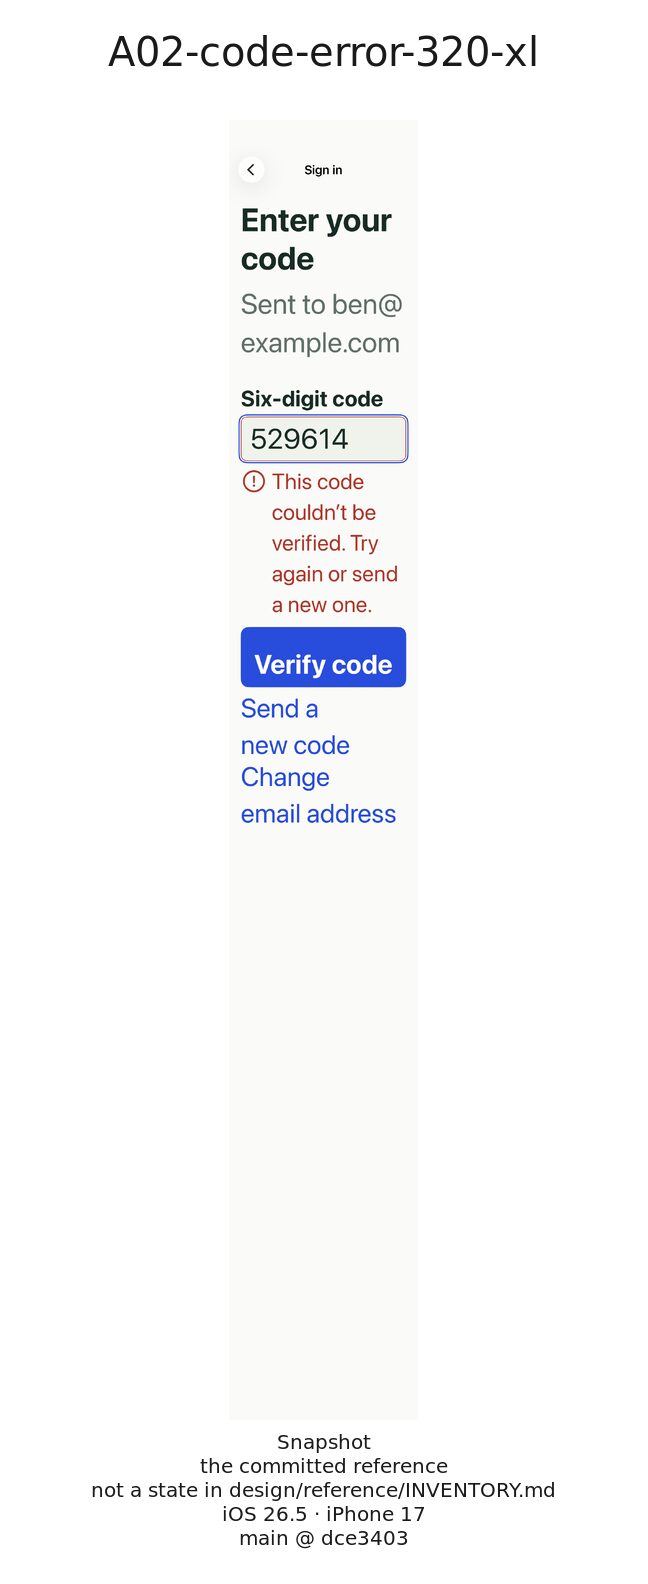 A02-code-error-320-xl
Sign in
Enter your
code
Sent to ben@
example.com
Six-digit code
529614
This code
couldn’t be
verified. Try
again or send
a new one.
Verify code
Send a
new code
Change
email address
Snapshot
the committed reference
not a state in design/reference/INVENTORY.md
iOS 26.5 · iPhone 17
main @ dce3403